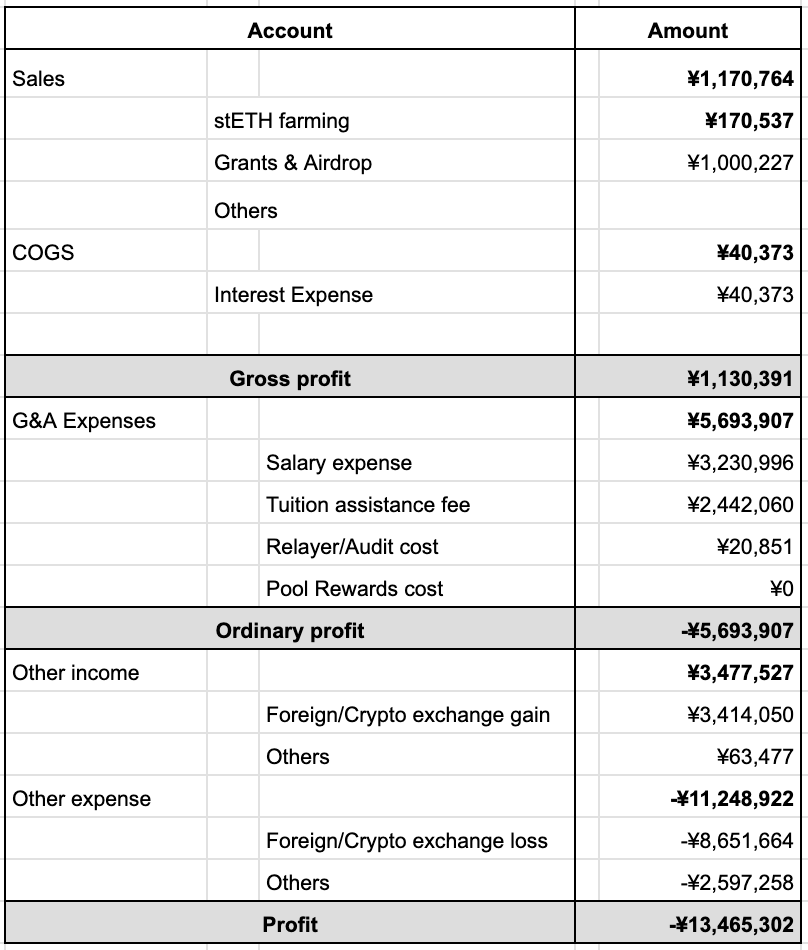 Account Amount
Sales ¥1,170,764
stETH farming ¥170,537
Grants & Airdrop ¥1,000,227
Others
COGS ¥40,373
Interest Expense ¥40,373
Gross profit ¥1,130,391
G&A Expenses ¥5,693,907
Salary expense ¥3,230,996
Tuition assistance fee ¥2,442,060
Relayer/Audit cost ¥20,851
Pool Rewards cost ¥0
Ordinary profit -¥5,693,907
Other income ¥3,477,527
Foreign/Crypto exchange gain ¥3,414,050
Others ¥63,477
Other expense -¥11,248,922
Foreign/Crypto exchange loss -¥8,651,664
Others -¥2,597,258
Profit -¥13,465,302